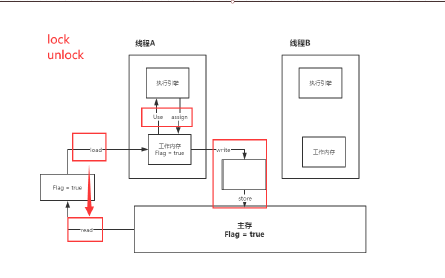 lock
unlock
线程A
线程B
执行引擎
执行引擎
Use
assign
工作内存
Flag = true
工作内存
load
write
Flag = true
store
read
主存
Flag = true